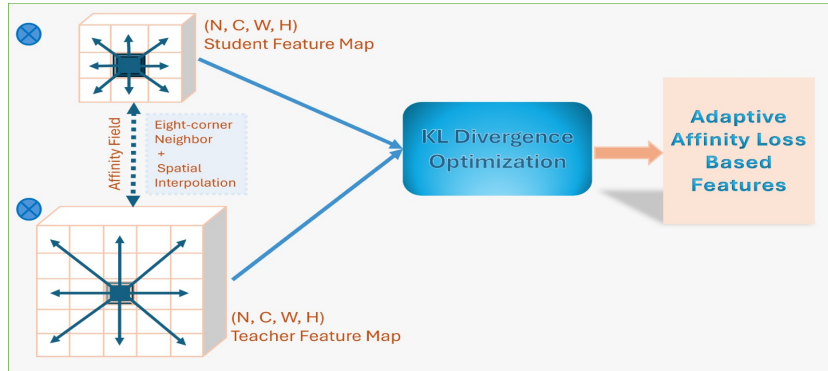 (N, C, W, H)
Student Feature Map
Affinity Field
Eight-corner
Neighbor
+
Spatial
Interpolation
KL Divergence
Optimization
Adaptive
Affinity Loss
Based
Features
(N, C, W, H)
Teacher Feature Map